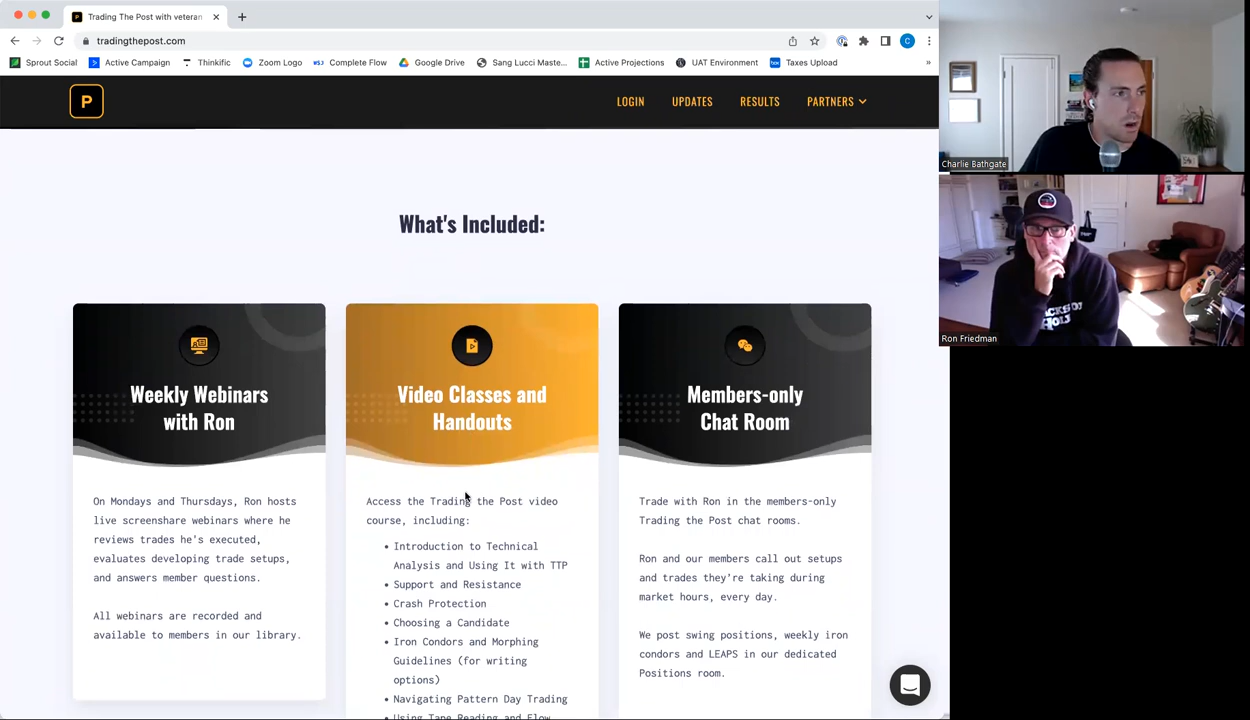 Trading The Post with veteran
tradingthepost.com
Sprout Social
Active Campaign
Thinkific
Zoom Logo
Complete Flow
Google Drive
Sang Lucci Maste...
Active Projections
UAT Environment
Taxes Upload
»
C
P
LOGIN
UPDATES
RESULTS
PARTNERS
What's Included:
Weekly Webinars
with Ron
On Mondays and Thursdays, Ron hosts
live screenshare webinars where he
reviews trades he's executed,
evaluates developing trade setups,
and answers member questions.
All webinars are recorded and
available to members in our library.
Video Classes and
Handouts
Access the Trading the Post video
course, including:
• Introduction to Technical
Analysis and Using It with TTP
• Support and Resistance
• Crash Protection
• Choosing a Candidate
• Iron Condors and Morphing
Guidelines (for writing
options)
• Navigating Pattern Day Trading
• Using Tape Reading and Flow
Members-only
Chat Room
Trade with Ron in the members-only
Trading the Post chat rooms.
Ron and our members call out setups
and trades they're taking during
market hours, every day.
We post swing positions, weekly iron
condors and LEAPS in our dedicated
Positions room.
Charlie Bathgate
Ron Friedman